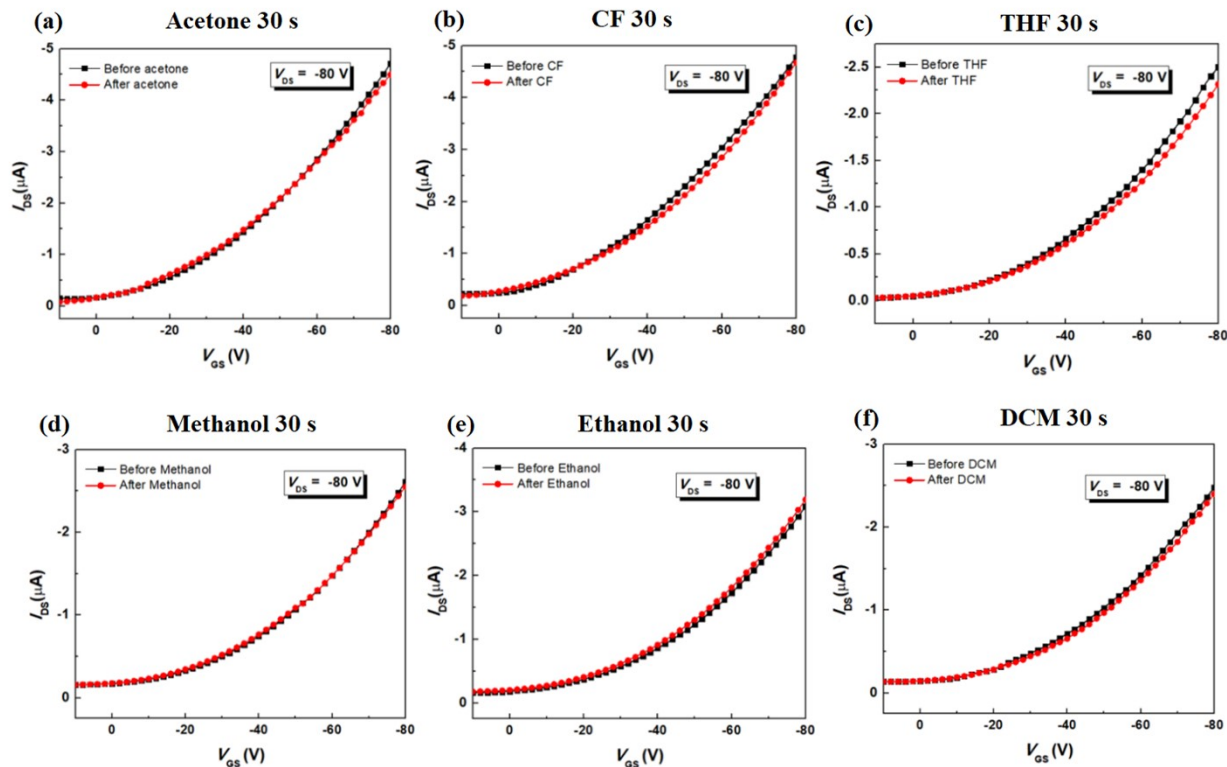 (a) Acetone 30 s
Before acetone
After acetone
VDS = -80 V
-5
-4
-3
-2
-1
0
IDS(μA)
0 -20 -40 -60 -80
VGS (V)
(b) CF 30 s
Before CF
After CF
VDS = -80 V
-5
-4
-3
-2
-1
0
IDS(μA)
0 -20 -40 -60 -80
VGS (V)
(c) THF 30 s
Before THF
After THF
VDS = -80 V
-2.5
-2.0
-1.5
-1.0
-0.5
0.0
IDS(μA)
0 -20 -40 -60 -80
VGS (V)
(d) Methanol 30 s
Before Methanol
After Methanol
VDS = -80 V
-3
-2
-1
0
IDS(μA)
0 -20 -40 -60 -80
VGS (V)
(e) Ethanol 30 s
Before Ethanol
After Ethanol
VDS = -80 V
-4
-3
-2
-1
0
IDS(μA)
0 -20 -40 -60 -80
VGS (V)
(f) DCM 30 s
Before DCM
After DCM
VDS = -80 V
-3
-2
-1
0
IDS(μA)
0 -20 -40 -60 -80
VGS (V)